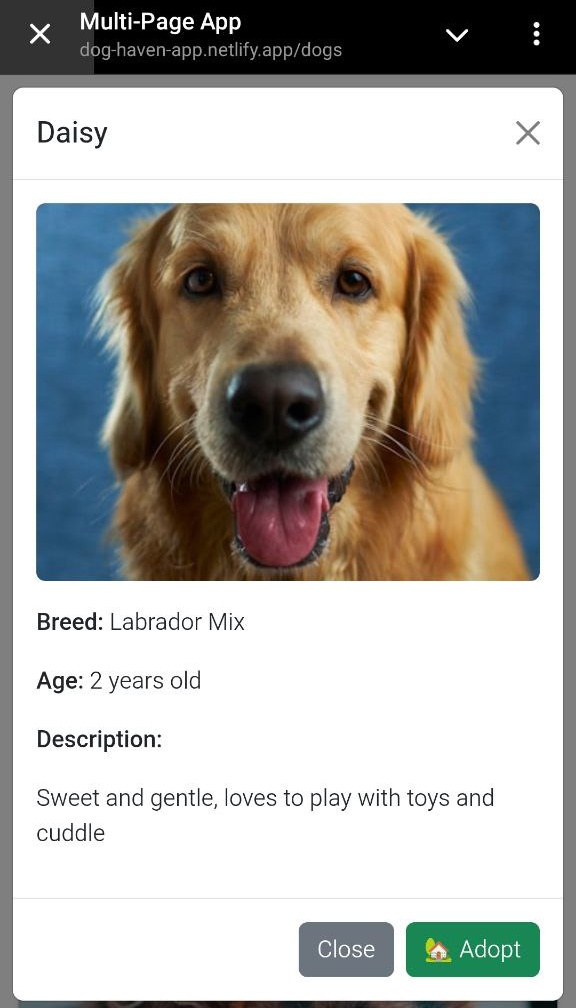 Multi-Page App
dog-haven-app.netlify.app/dogs
Daisy
Breed: Labrador Mix
Age: 2 years old
Description:
Sweet and gentle, loves to play with toys and
cuddle
Close
🏡 Adopt